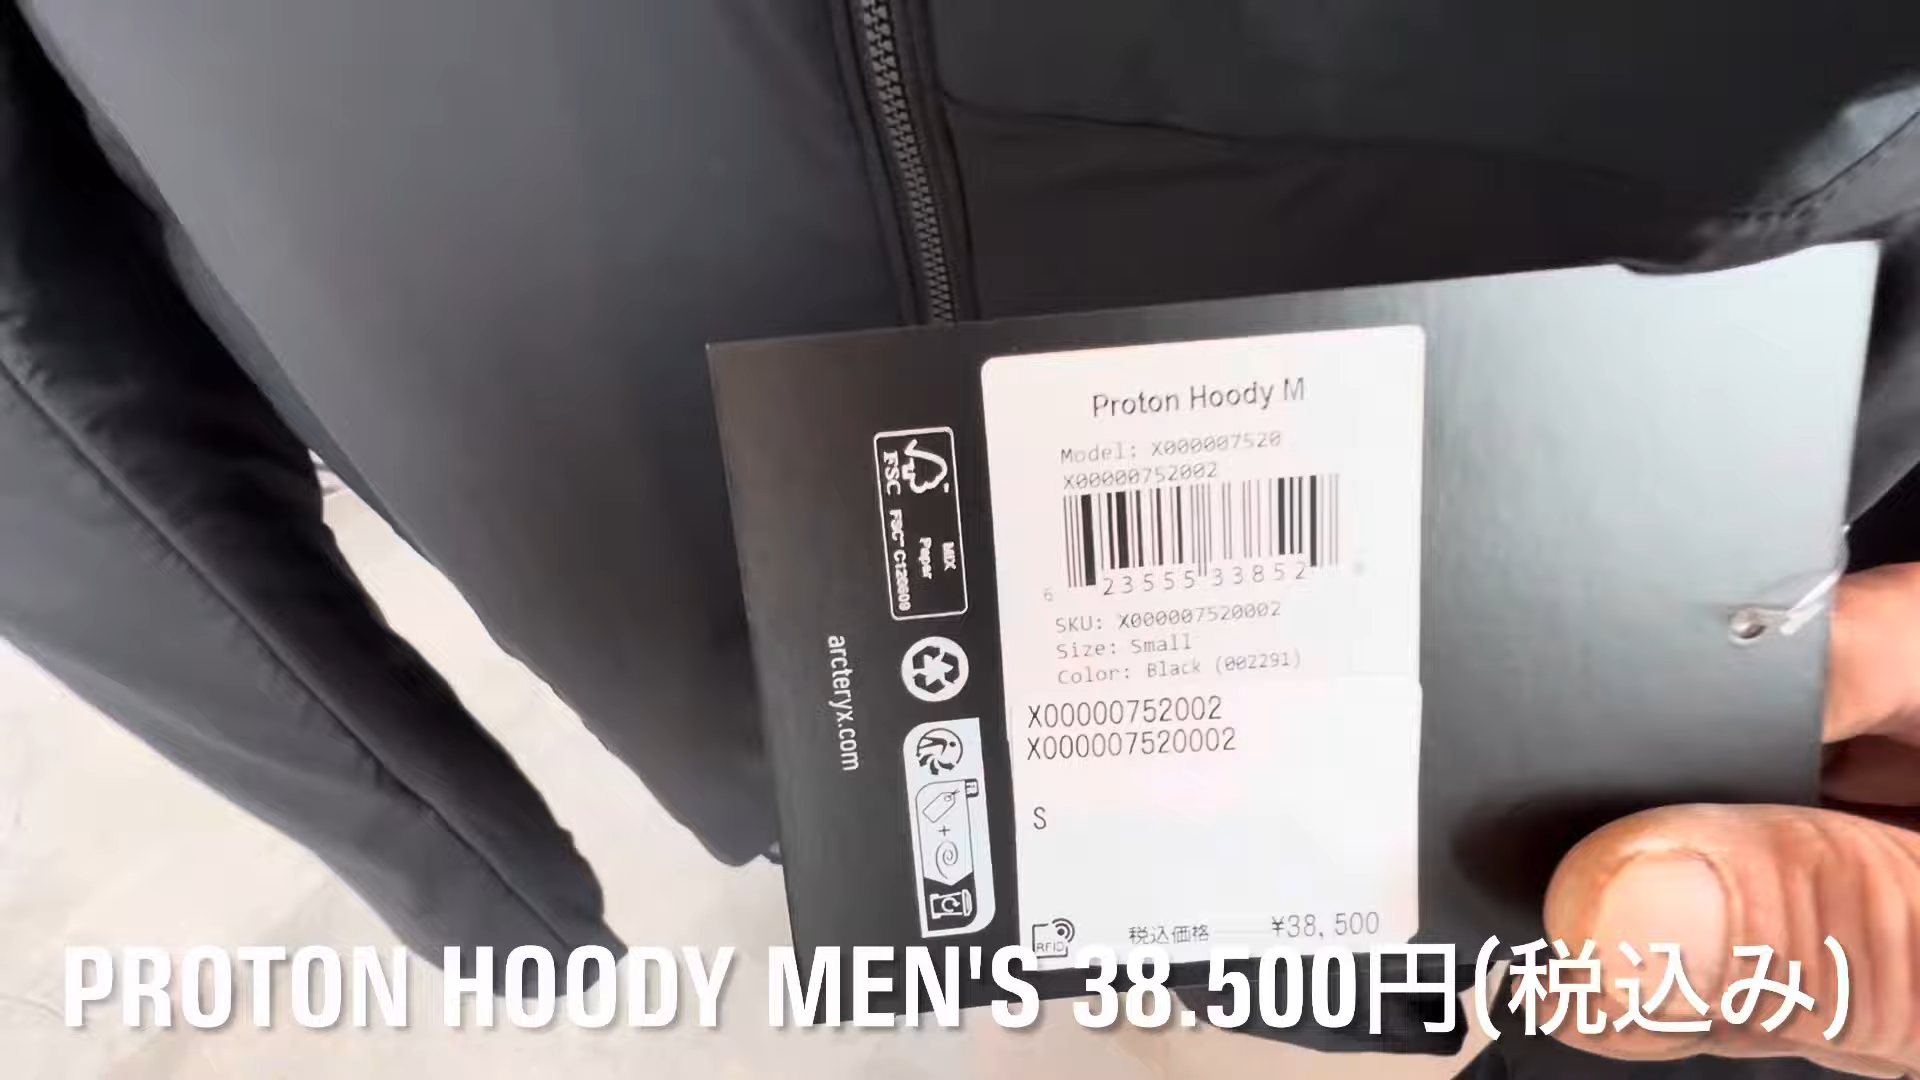 Proton Hoody M
Model: X000007520
X00000752002
6 23555 33852
SKU: X000007520002
Size: Small
Color: Black (002291)
X00000752002
X000007520002
S
RFID
税込価格 ¥38,500
FSC
MIX
Paper
arcteryx.com
PROTON HOODY MEN'S 38.500円(税込み)